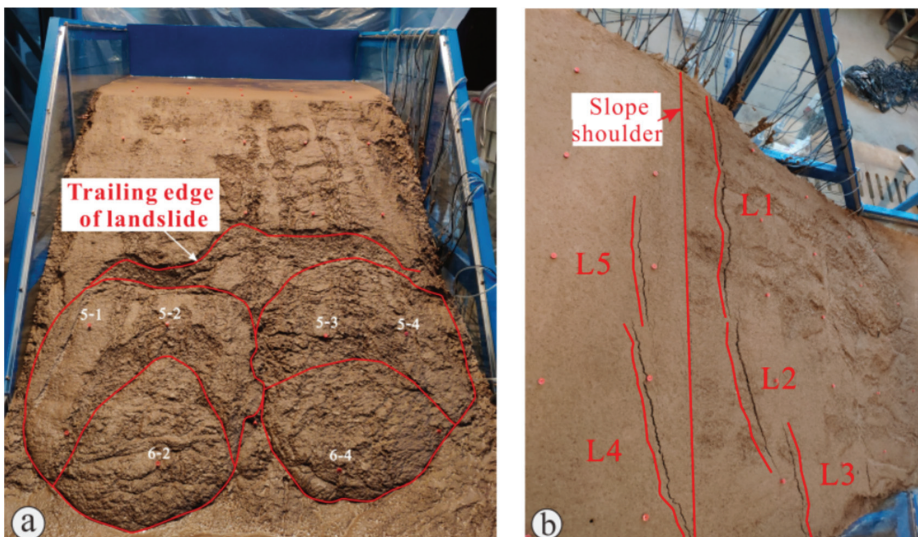 Trailing edge
of landslide
5-1
5-2
5-3
5-4
6-2
6-4
a
Slope
shoulder
L1
L5
L2
L4
L3
b